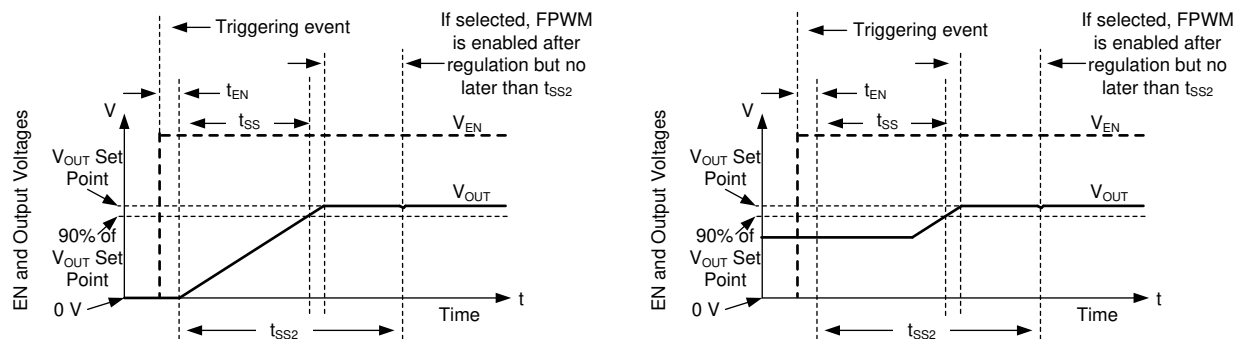 Triggering event
If selected, FPWM
is enabled after
regulation but no
later than tSS2
tEN
V
tSS
VEN
VOUT Set
Point
VOUT
90% of
VOUT Set
Point
0 V
t
Time
tSS2
EN and Output Voltages
Triggering event
If selected, FPWM
is enabled after
regulation but no
later than tSS2
tEN
V
tSS
VEN
VOUT Set
Point
VOUT
90% of
VOUT Set
Point
0 V
t
Time
tSS2
EN and Output Voltages